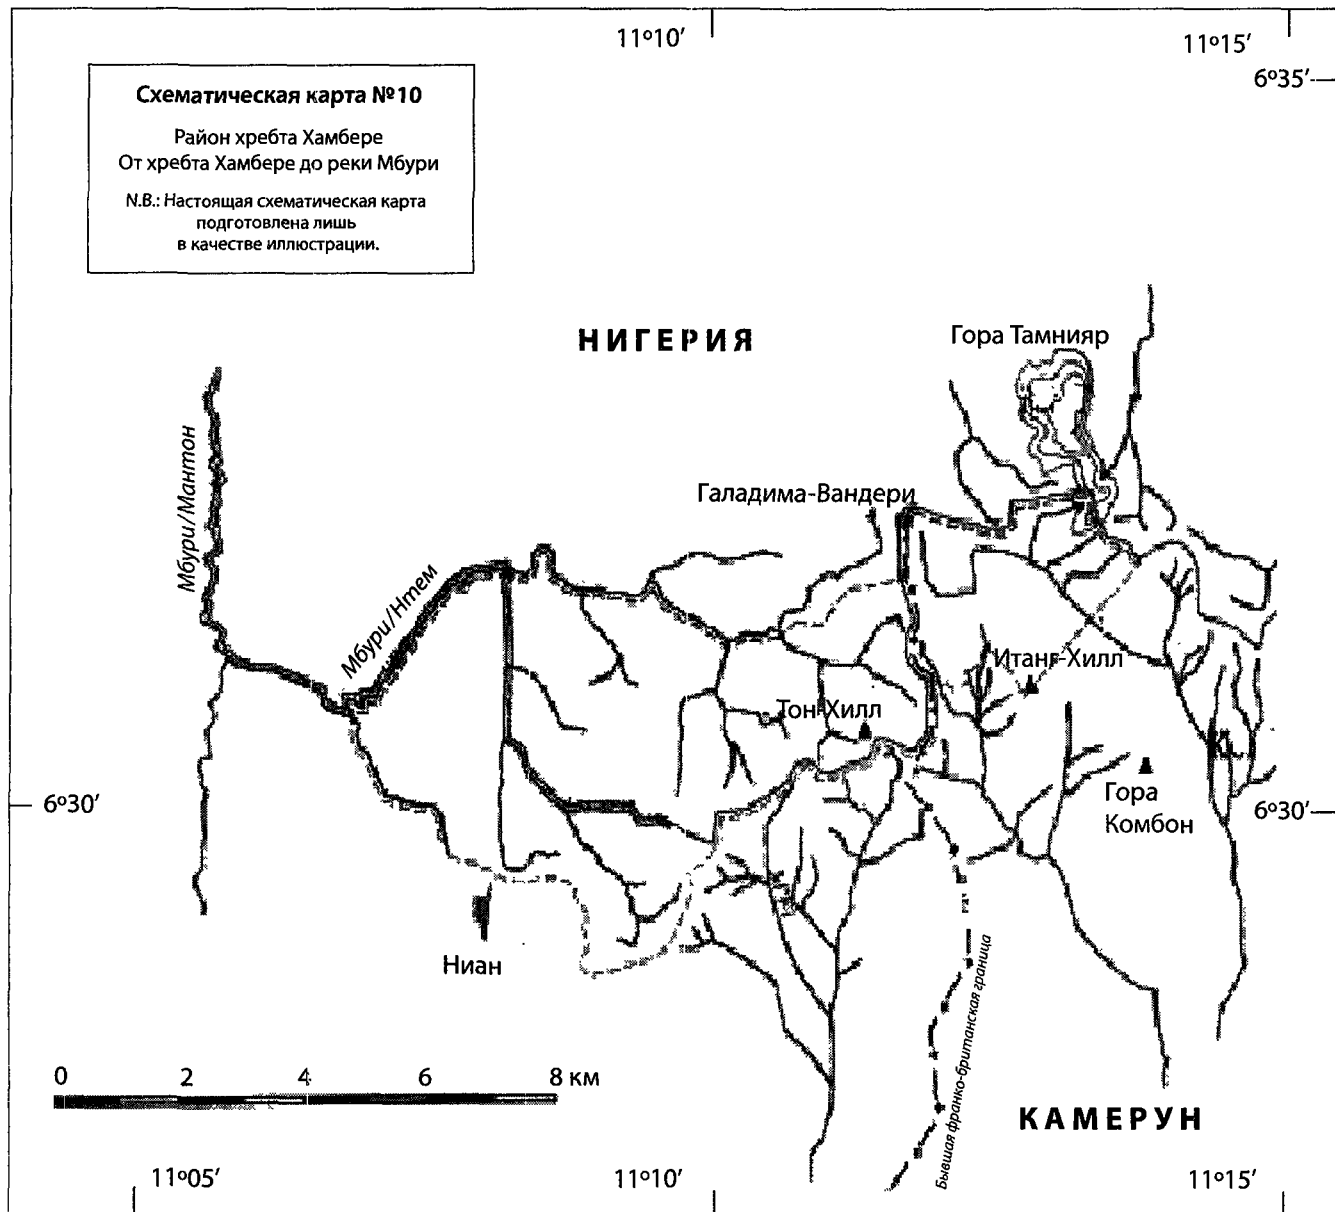 11°10′
11°15′
6°35′
Схематическая карта №10
Район хребта Хамбере
От хребта Хамбере до реки Мбури
N.B.: Настоящая схематическая карта
подготовлена лишь
в качестве иллюстрации.
НИГЕРИЯ
Гора Тамнияр
Мбури/Мантон
Галадима-Вандери
Мбури/Нтем
Итанг-Хилл
Тон-Хилл
6°30′
Гора
Комбон
6°30′
Ниан
Бывшая франко-британская граница
0 2 4 6 8 км
КАМЕРУН
11°05′
11°10′
11°15′